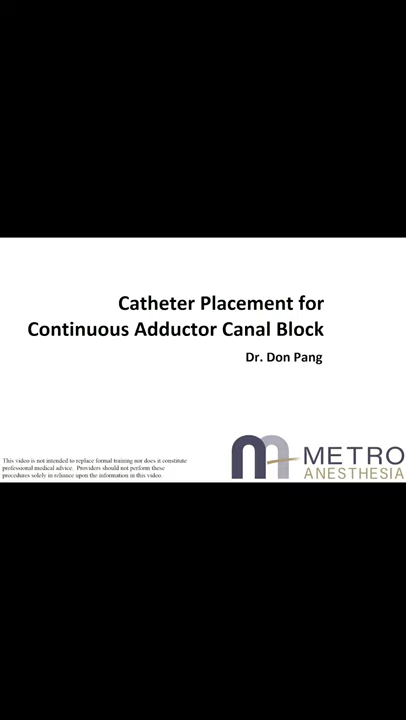 Catheter Placement for
Continuous Adductor Canal Block
Dr. Don Pang
This video is not intended to replace formal training nor does it constitute
professional medical advice. Providers should not perform these
procedures solely in reliance upon the information in this video.
METRO
ANESTHESIA